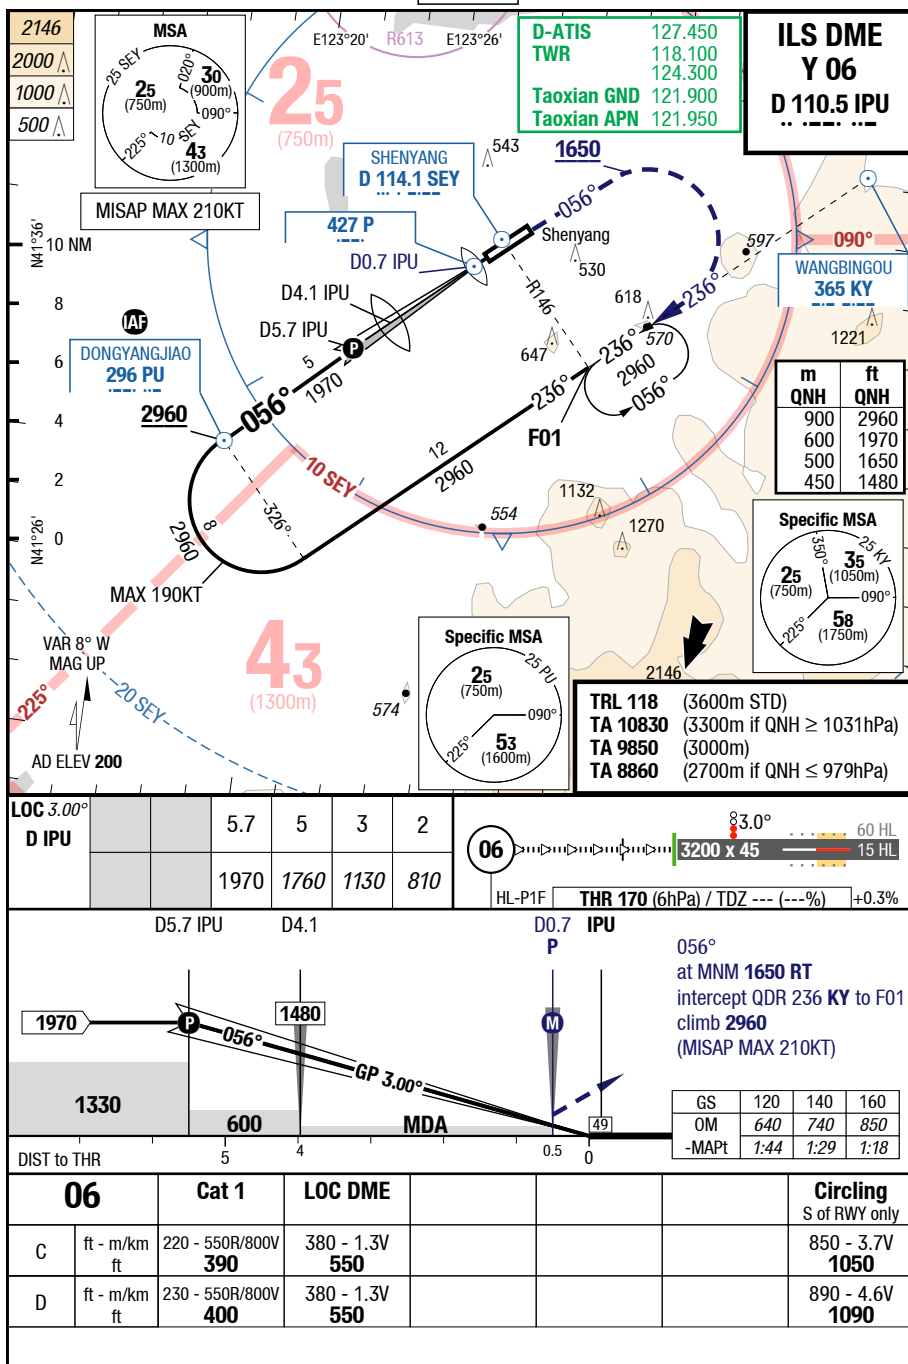 2146
2000
1000
500
MSA
25 SEY
25
(750m)
020°
30
(900m)
090°
225°
10 SEY
43
(1300m)
MISAP MAX 210KT
E123°20'
R613
E123°26'
25
(750m)
D-ATIS 127.450
TWR 118.100
124.300
Taoxian GND 121.900
Taoxian APN 121.950
ILS DME
Y 06
D 110.5 IPU
SHENYANG
D 114.1 SEY
543
1650
427 P
056°
Shenyang
D0.7 IPU
530
597
090°
WANGBINGOU
365 KY
N41°36'
10 NM
8
6
4
2
0
N41°26'
D4.1 IPU
D5.7 IPU
P
IAF
DONGYANGJIAO
296 PU
2960
5
1970
056°
R146
618
236°
570
647
236°
2960
056°
236°
F01
1221
m ft
QNH QNH
900 2960
600 1970
500 1650
450 1480
12
2960
10 SEY
8
2960
326°
554
1132
1270
MAX 190KT
Specific MSA
25 KY
350°
25
(750m)
35
(1050m)
090°
225°
58
(1750m)
VAR 8° W
MAG UP
225°
20 SEY
AD ELEV 200
43
(1300m)
574
Specific MSA
25 PU
25
(750m)
090°
225°
53
(1600m)
2146
TRL 118 (3600m STD)
TA 10830 (3300m if QNH ≥ 1031hPa)
TA 9850 (3000m)
TA 8860 (2700m if QNH ≤ 979hPa)
LOC 3.00°
D IPU 5.7 5 3 2
1970 1760 1130 810
06
3.0°
3200 x 45
60 HL
15 HL
HL-P1F THR 170 (6hPa) / TDZ --- (---%) +0.3%
D5.7 IPU D4.1 D0.7 IPU
P
1970
P
056°
1480
GP 3.00°
M
1330
600
MDA
49
DIST to THR 5 4 0.5 0
056°
at MNM 1650 RT
intercept QDR 236 KY to F01
climb 2960
(MISAP MAX 210KT)
GS 120 140 160
OM 640 740 850
-MAPt 1:44 1:29 1:18
06 Cat 1 LOC DME Circling
S of RWY only
C ft - m/km 220 - 550R/800V 380 - 1.3V 850 - 3.7V
ft 390 550 1050
D ft - m/km 230 - 550R/800V 380 - 1.3V 890 - 4.6V
ft 400 550 1090